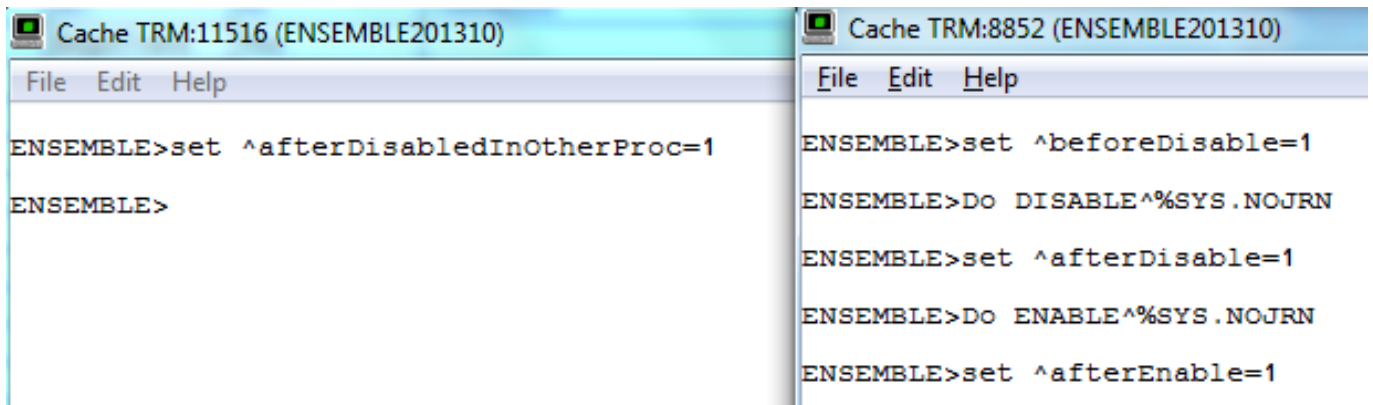 Cache TRM:11516 (ENSEMBLE201310)
File Edit Help
ENSEMBLE>set ^afterDisabledInOtherProc=1
ENSEMBLE>
Cache TRM:8852 (ENSEMBLE201310)
File Edit Help
ENSEMBLE>set ^beforeDisable=1
ENSEMBLE>Do DISABLE^%SYS.NOJRN
ENSEMBLE>set ^afterDisable=1
ENSEMBLE>Do ENABLE^%SYS.NOJRN
ENSEMBLE>set ^afterEnable=1